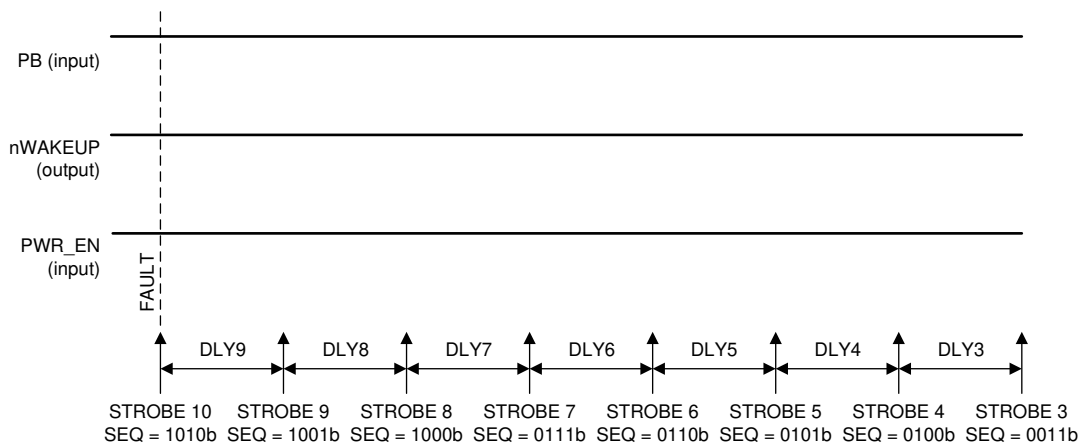 PB (input)
nWAKEUP
(output)
PWR_EN
(input)
FAULT
DLY9 DLY8 DLY7 DLY6 DLY5 DLY4 DLY3
STROBE 10 STROBE 9 STROBE 8 STROBE 7 STROBE 6 STROBE 5 STROBE 4 STROBE 3
SEQ = 1010b SEQ = 1001b SEQ = 1000b SEQ = 0111b SEQ = 0110b SEQ = 0101b SEQ = 0100b SEQ = 0011b